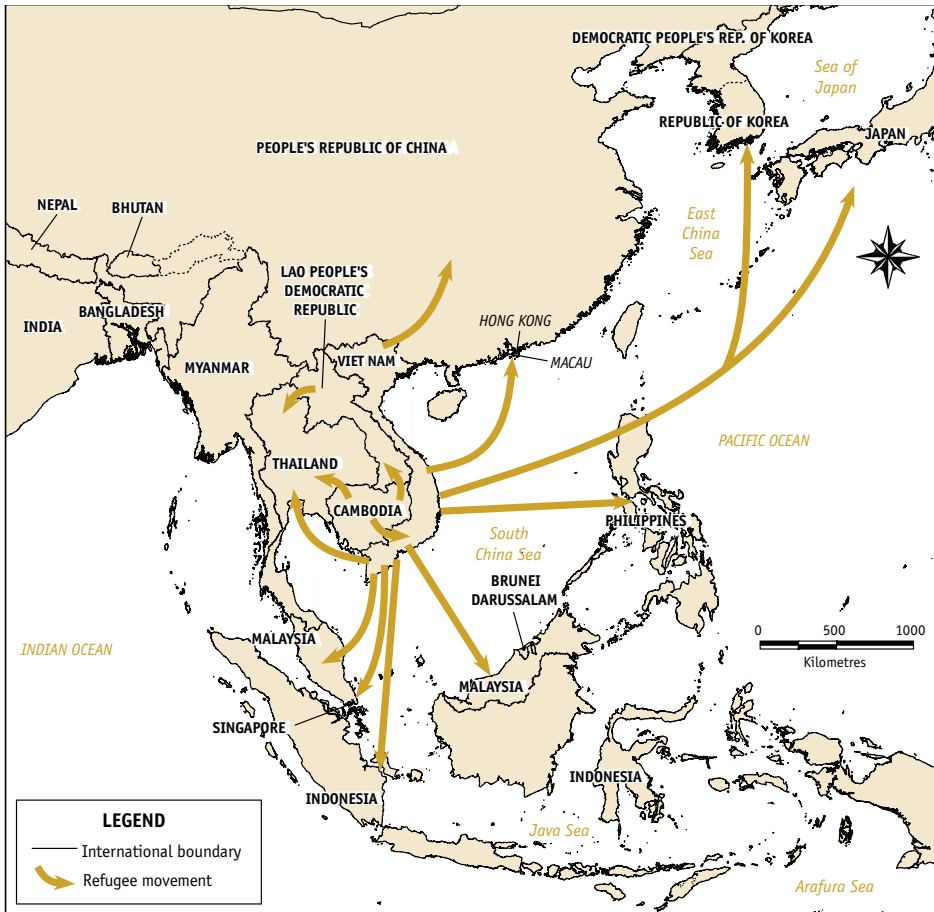 DEMOCRATIC PEOPLE'S REP. OF KOREA
Sea of
Japan
REPUBLIC OF KOREA
JAPAN
PEOPLE'S REPUBLIC OF CHINA
NEPAL
BHUTAN
East
China
Sea
LAO PEOPLE'S
DEMOCRATIC
REPUBLIC
BANGLADESH
INDIA
HONG KONG
MACAU
VIET NAM
MYANMAR
PACIFIC OCEAN
THAILAND
CAMBODIA
PHILIPPINES
South
China Sea
BRUNEI
DARUSSALAM
INDIAN OCEAN
MALAYSIA
0 500 1000
Kilometres
MALAYSIA
SINGAPORE
INDONESIA
INDONESIA
LEGEND
International boundary
Refugee movement
Java Sea
Arafura Sea